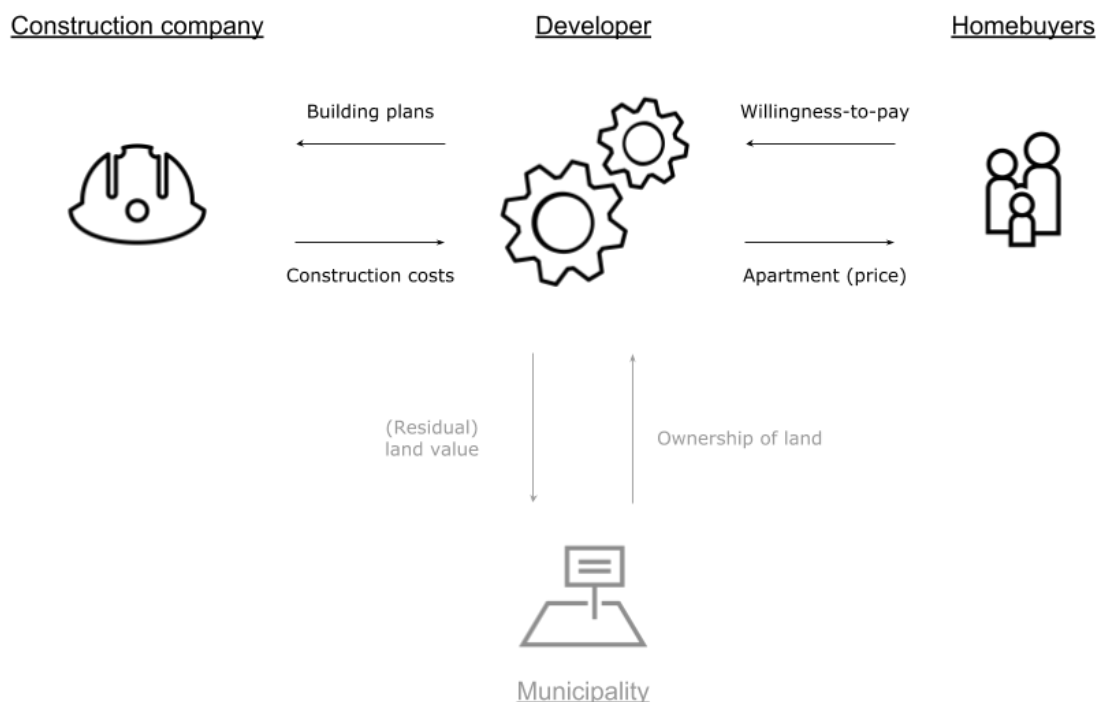 Construction company
Developer
Homebuyers
Building plans
Willingness-to-pay
Construction costs
Apartment (price)
(Residual)
land value
Ownership of land
Municipality